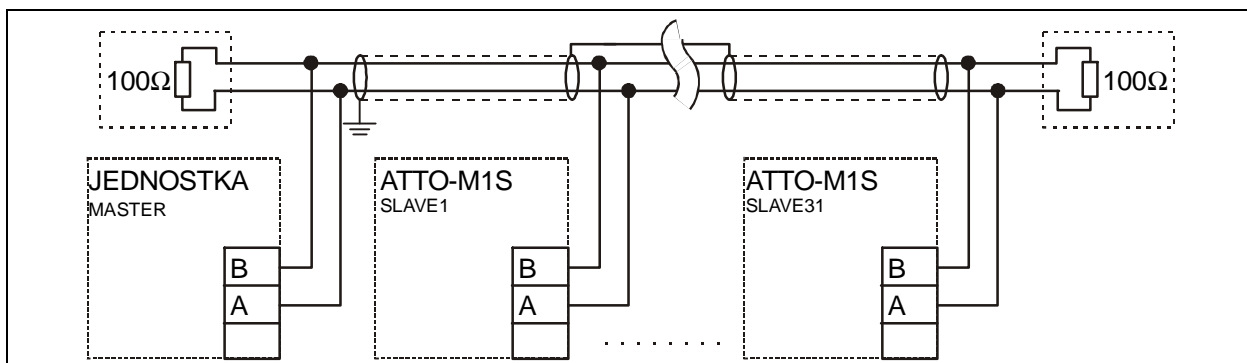 100Ω
100Ω
JEDNOSTKA
MASTER
B
A
ATTO-M1S
SLAVE1
B
A
ATTO-M1S
SLAVE31
B
A